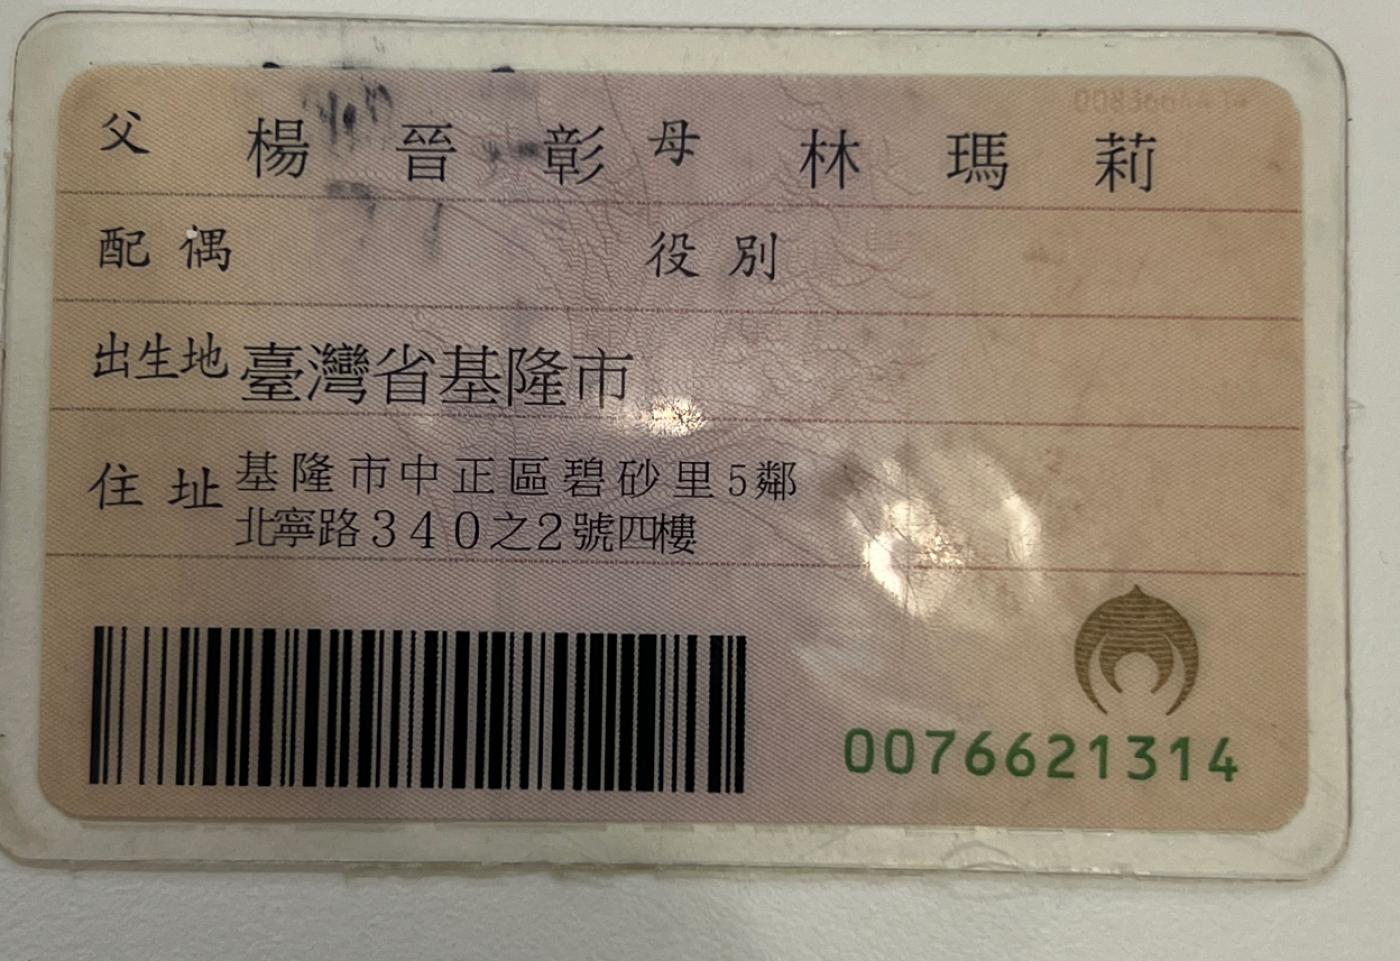 父 楊晉彰 母 林瑪莉
配偶 役別
出生地 臺灣省基隆市
住址 基隆市中正區碧砂里5鄰
北寧路340之2號四樓
0076621314